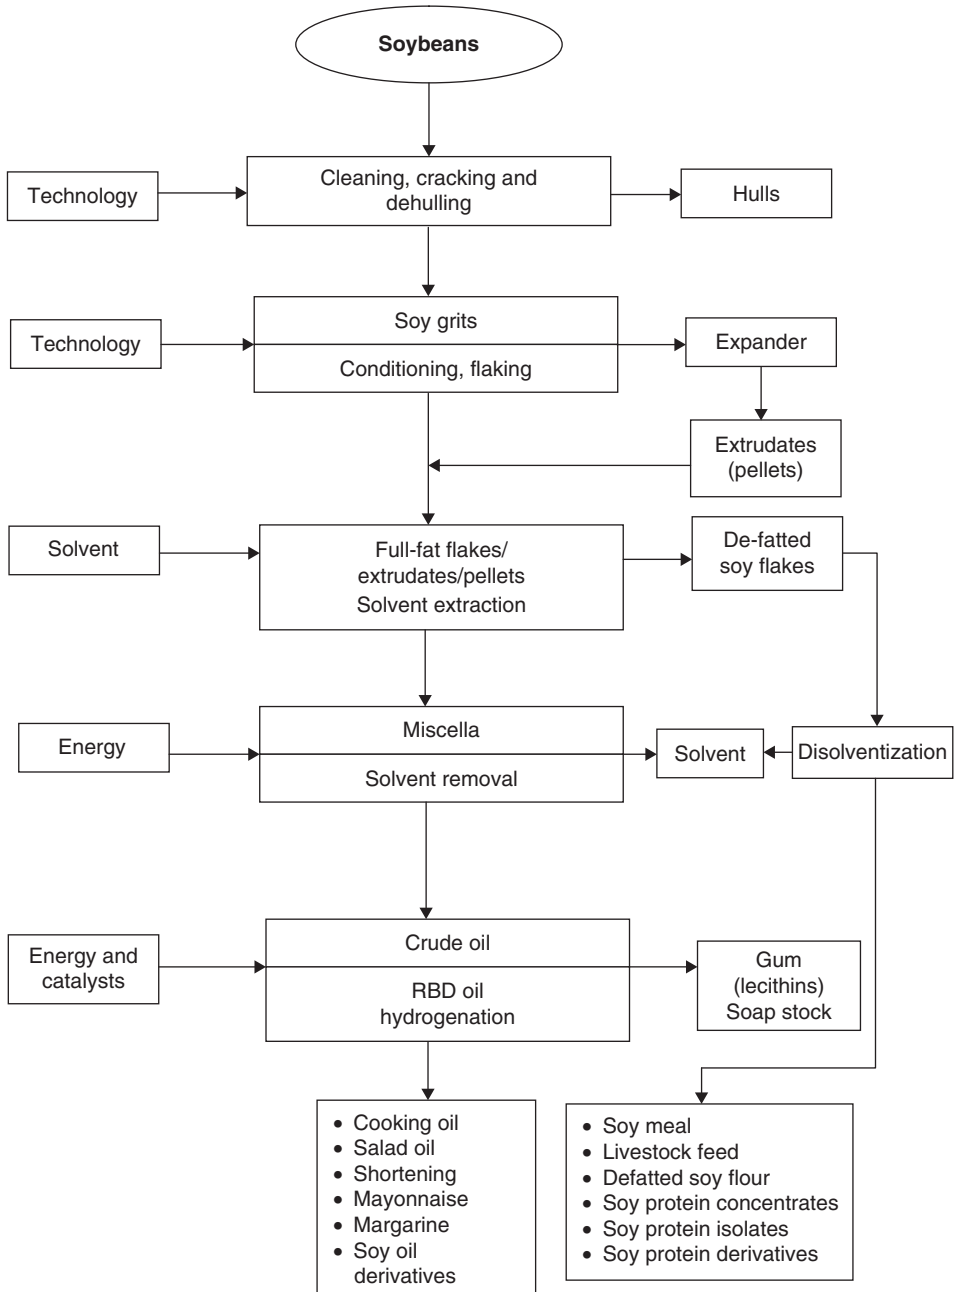 Soybeans
Technology
Cleaning, cracking and
dehulling
Hulls
Technology
Soy grits
Conditioning, flaking
Expander
Extrudates
(pellets)
Solvent
Full-fat flakes/
extrudates/pellets
Solvent extraction
De-fatted
soy flakes
Energy
Miscella
Solvent removal
Solvent
Disolventization
Energy and
catalysts
Crude oil
RBD oil
hydrogenation
Gum
(lecithins)
Soap stock
• Cooking oil
• Salad oil
• Shortening
• Mayonnaise
• Margarine
• Soy oil
derivatives
• Soy meal
• Livestock feed
• Defatted soy flour
• Soy protein concentrates
• Soy protein isolates
• Soy protein derivatives